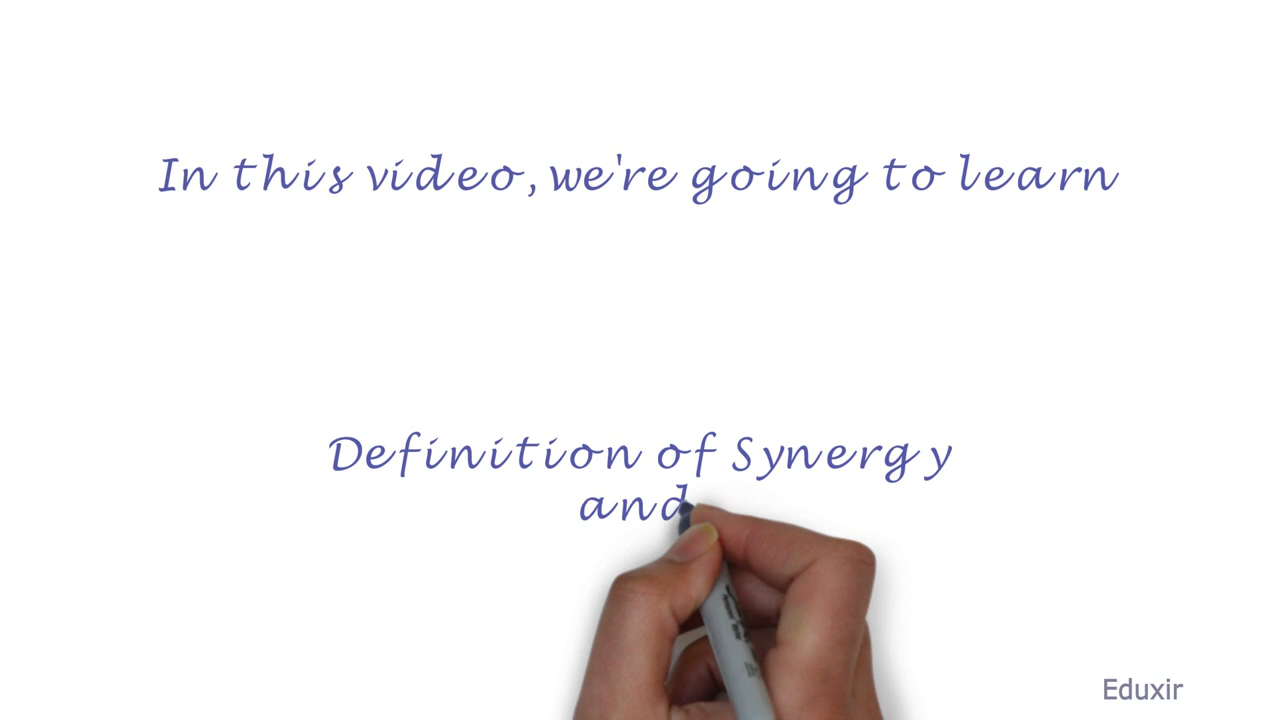 In this video, we're going to learn
Definition of Synergy
and
Eduxir